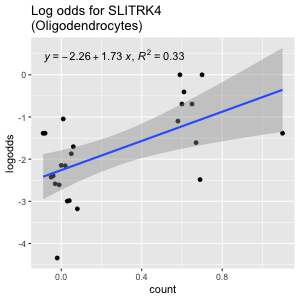 Log odds for SLITRK4
(Oligodendrocytes)
y = −2.26 + 1.73 x, R² = 0.33
0
-1
-2
-3
-4
logodds
0.0 0.4 0.8
count